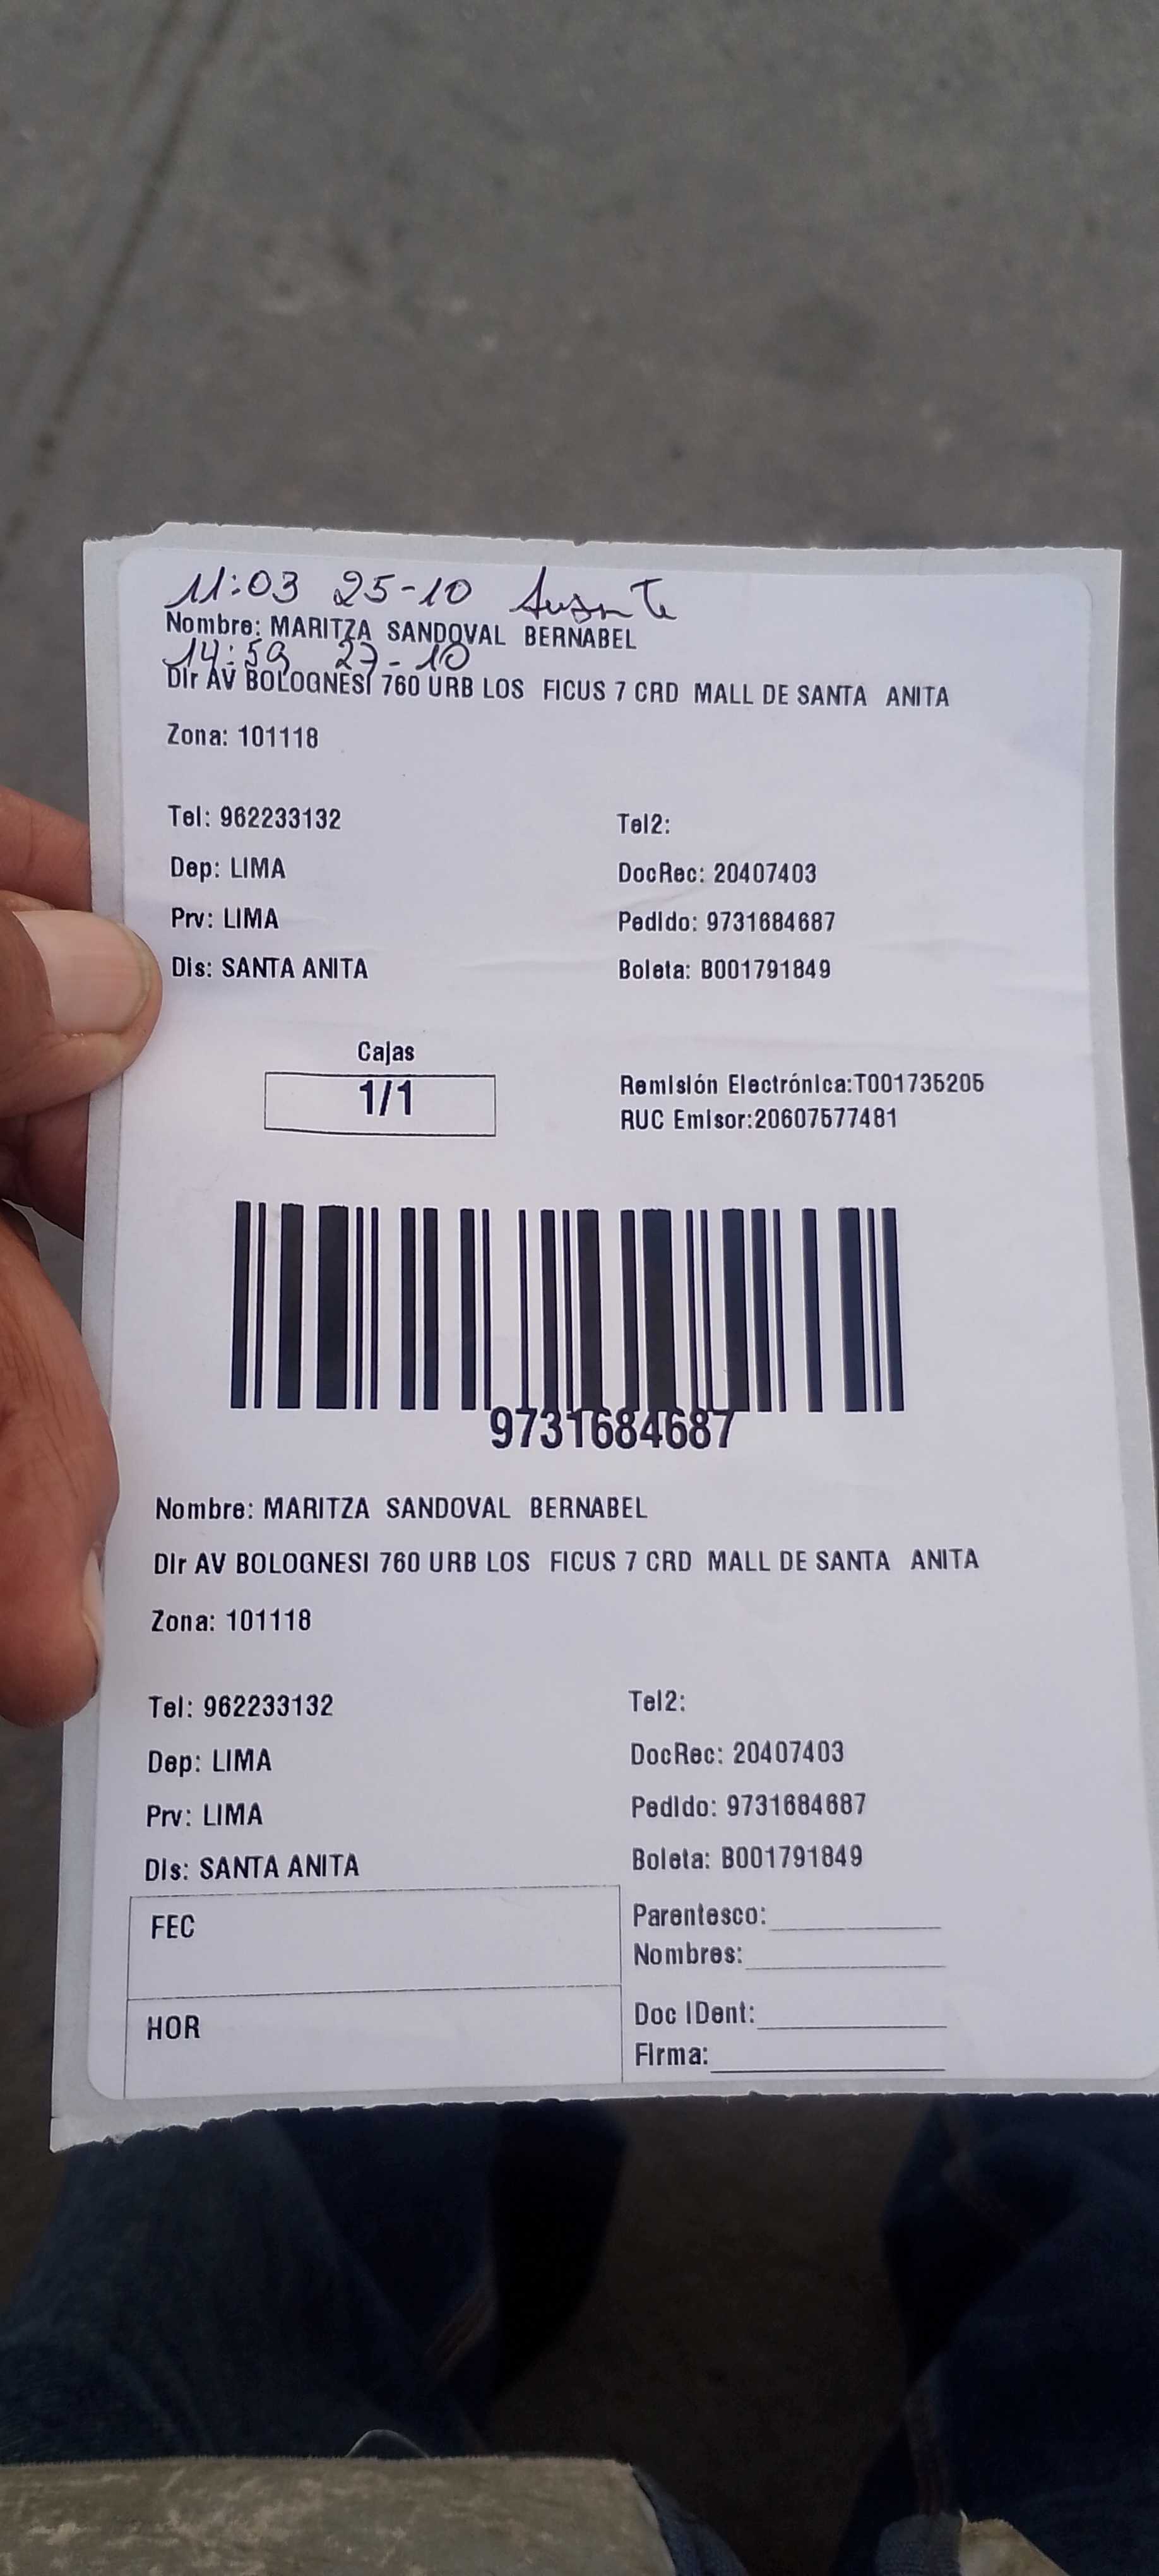 11:03 25-10 Ausente
Nombre: MARITZA SANDOVAL BERNABEL
14:59 27-10
Dir AV BOLOGNESI 760 URB LOS FICUS 7 CRD MALL DE SANTA ANITA
Zona: 101118
Tel: 962233132 Tel2:
Dep: LIMA DocRec: 20407403
Prv: LIMA Pedido: 9731684687
Dis: SANTA ANITA Boleta: B001791849
Cajas
1/1
Remisión Electrónica:T001735205
RUC Emisor:20607577481
9731684687
Nombre: MARITZA SANDOVAL BERNABEL
Dir AV BOLOGNESI 760 URB LOS FICUS 7 CRD MALL DE SANTA ANITA
Zona: 101118
Tel: 962233132 Tel2:
Dep: LIMA DocRec: 20407403
Prv: LIMA Pedido: 9731684687
Dis: SANTA ANITA Boleta: B001791849
FEC
Parentesco:
Nombres:
HOR
Doc IDent:
Firma: